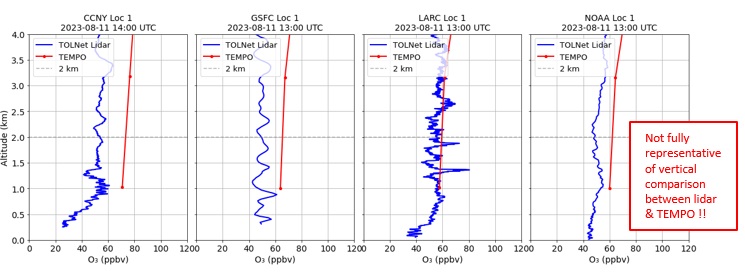 CCNY Loc 1
2023-08-11 14:00 UTC
GSFC Loc 1
2023-08-11 13:00 UTC
LARC Loc 1
2023-08-11 13:00 UTC
NOAA Loc 1
2023-08-11 13:00 UTC
Altitude (km)
4.0
3.5
3.0
2.5
2.0
1.5
1.0
0.5
0.0
TOLNet Lidar
TEMPO
2 km
TOLNet Lidar
TEMPO
2 km
TOLNet Lidar
TEMPO
2 km
TOLNet Lidar
TEMPO
2 km
0 20 40 60 80 100 120
0 20 40 60 80 100 120
0 20 40 60 80 100 120
0 20 40 60 80 100 120
O₃ (ppbv)
O₃ (ppbv)
O₃ (ppbv)
O₃ (ppbv)
Not fully
representative
of vertical
comparison
between lidar
& TEMPO !!